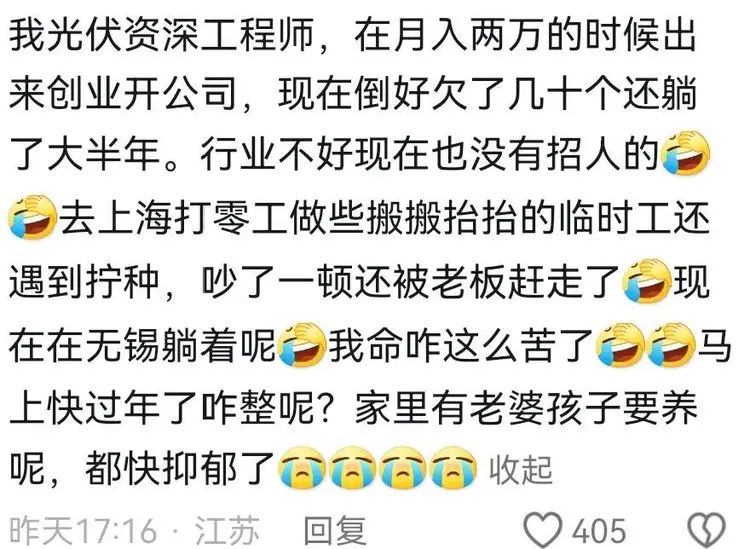 我光伏资深工程师，在月入两万的时候出
来创业开公司，现在倒好欠了几十个还躺
了大半年。行业不好现在也没有招人的🤣
🤣去上海打零工做些搬搬抬抬的临时工还
遇到拧种，吵了一顿还被老板赶走了🤣现
在在无锡躺着呢🤣我命咋这么苦了🤣🤣马
上快过年了咋整呢？家里有老婆孩子要养
呢，都快抑郁了😭😭😭😭 收起
昨天17:16 · 江苏 回复 405